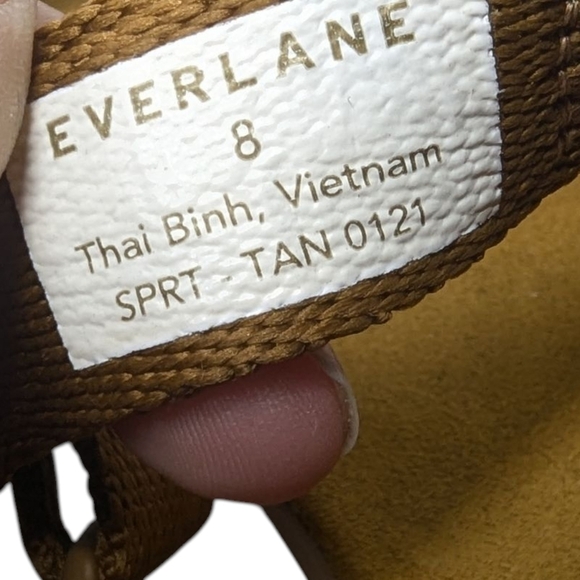 EVERLANE
8
Thai Binh, Vietnam
SPRT - TAN 0121